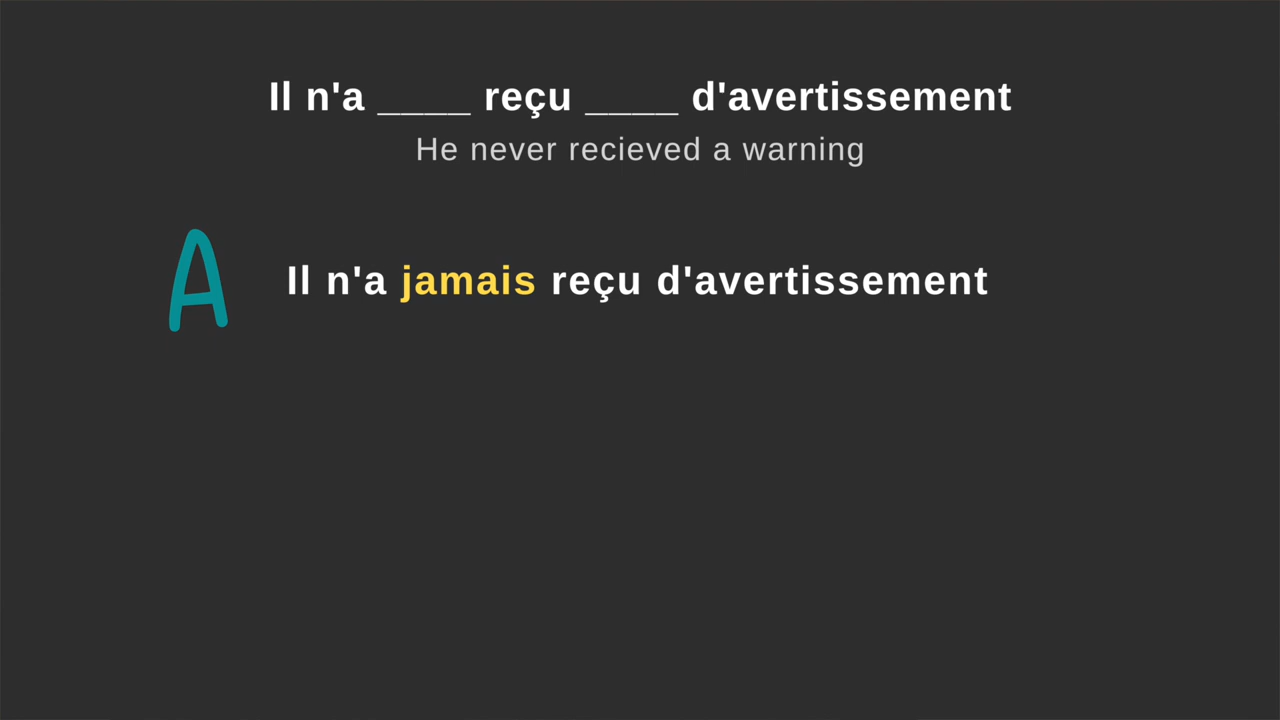 Il n'a ____ reçu ____ d'avertissement
He never recieved a warning
A
Il n'a jamais reçu d'avertissement